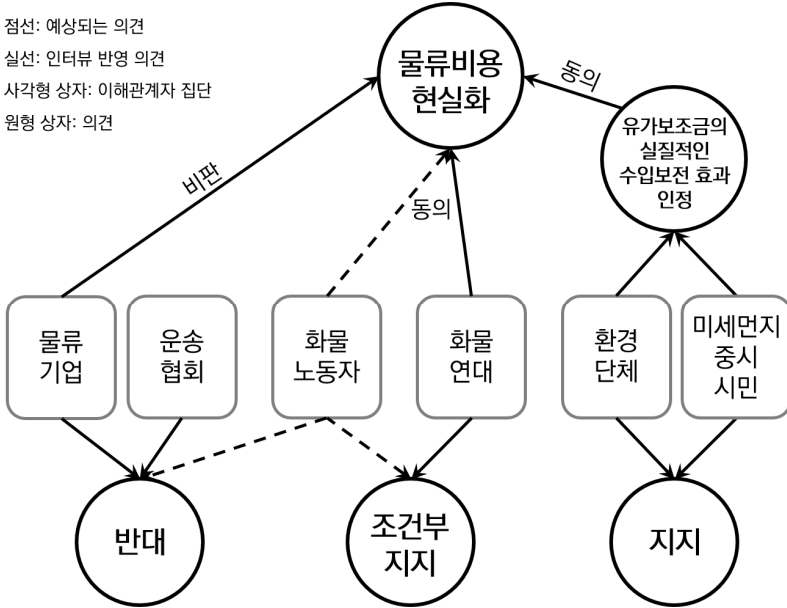 점선: 예상되는 의견
실선: 인터뷰 반영 의견
사각형 상자: 이해관계자 집단
원형 상자: 의견
물류비용
현실화
동의
유가보조금의
실질적인
수입보전 효과
인정
비판
동의
물류
기업
운송
협회
화물
노동자
화물
연대
환경
단체
미세먼지
중시
시민
반대
조건부
지지
지지